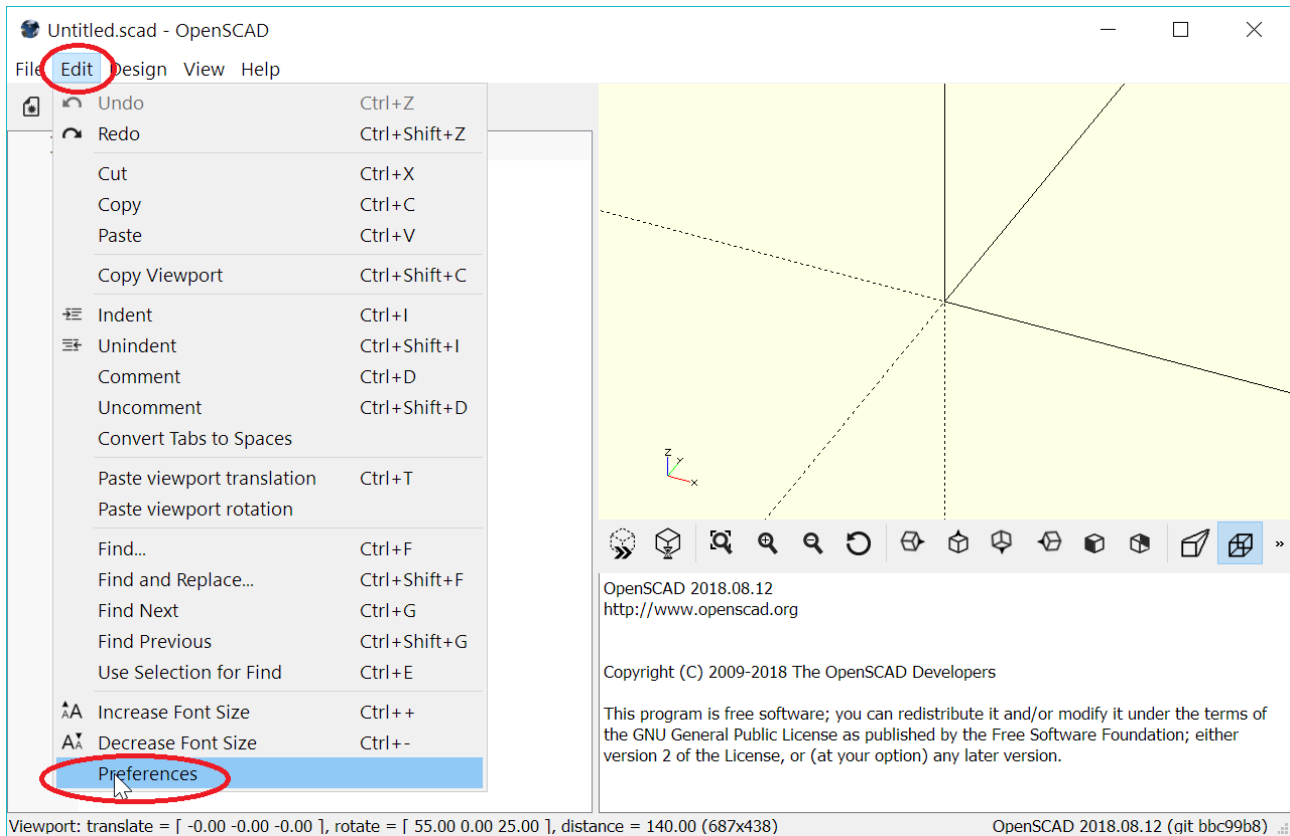 Untitled.scad - OpenSCAD
File Edit Design View Help
Undo Ctrl+Z
Redo Ctrl+Shift+Z
Cut Ctrl+X
Copy Ctrl+C
Paste Ctrl+V
Copy Viewport Ctrl+Shift+C
Indent Ctrl+I
Unindent Ctrl+Shift+I
Comment Ctrl+D
Uncomment Ctrl+Shift+D
Convert Tabs to Spaces
Paste viewport translation Ctrl+T
Paste viewport rotation
Find... Ctrl+F
Find and Replace... Ctrl+Shift+F
Find Next Ctrl+G
Find Previous Ctrl+Shift+G
Use Selection for Find Ctrl+E
Increase Font Size Ctrl++
Decrease Font Size Ctrl+-
Preferences
z
y
x
OpenSCAD 2018.08.12
http://www.openscad.org
Copyright (C) 2009-2018 The OpenSCAD Developers
This program is free software; you can redistribute it and/or modify it under the terms of
the GNU General Public License as published by the Free Software Foundation; either
version 2 of the License, or (at your option) any later version.
Viewport: translate = [ -0.00 -0.00 -0.00 ], rotate = [ 55.00 0.00 25.00 ], distance = 140.00 (687x438) OpenSCAD 2018.08.12 (git bbc99b8)